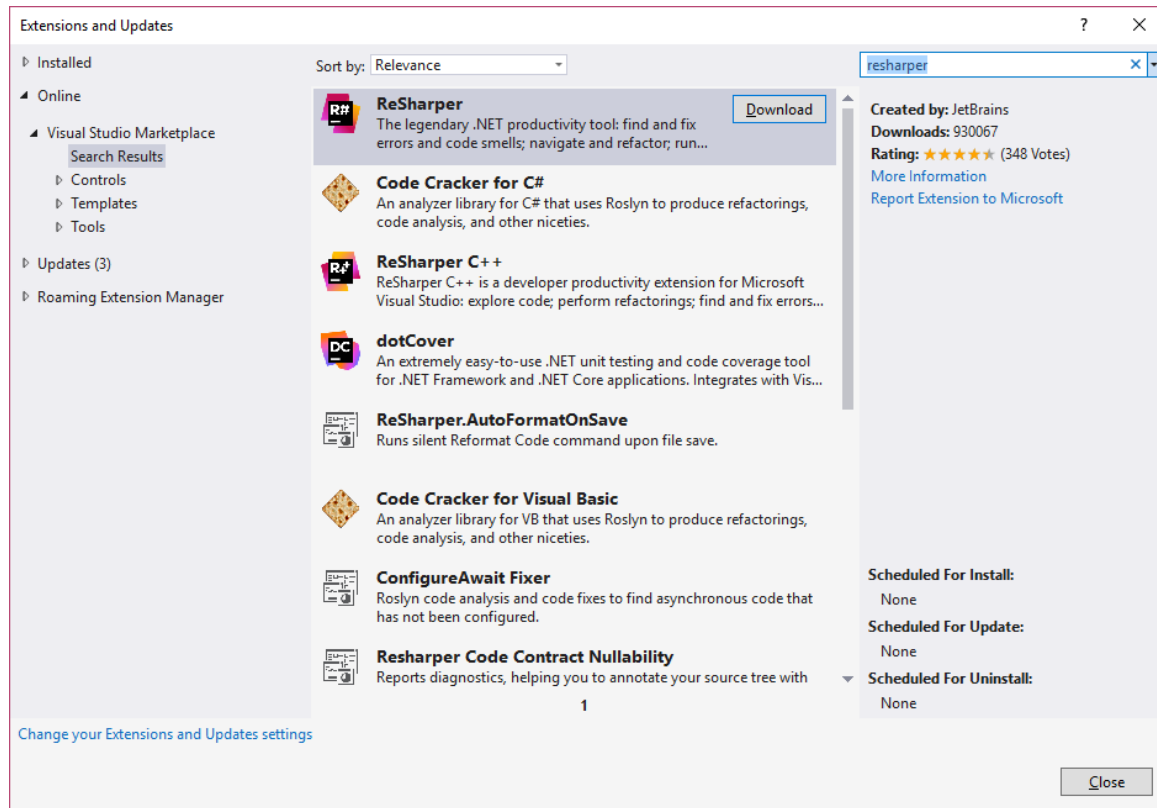 Extensions and Updates
?
Installed
Online
Visual Studio Marketplace
Search Results
Controls
Templates
Tools
Updates (3)
Roaming Extension Manager
Sort by: Relevance
R#
ReSharper
Download
The legendary .NET productivity tool: find and fix
errors and code smells; navigate and refactor; run...
Code Cracker for C#
An analyzer library for C# that uses Roslyn to produce refactorings,
code analysis, and other niceties.
ReSharper C++
ReSharper C++ is a developer productivity extension for Microsoft
Visual Studio: explore code; perform refactorings; find and fix errors...
DC
dotCover
An extremely easy-to-use .NET unit testing and code coverage tool
for .NET Framework and .NET Core applications. Integrates with Vis...
ReSharper.AutoFormatOnSave
Runs silent Reformat Code command upon file save.
Code Cracker for Visual Basic
An analyzer library for VB that uses Roslyn to produce refactorings,
code analysis, and other niceties.
ConfigureAwait Fixer
Roslyn code analysis and code fixes to find asynchronous code that
has not been configured.
Resharper Code Contract Nullability
Reports diagnostics, helping you to annotate your source tree with
1
resharper
Created by: JetBrains
Downloads: 930067
Rating: (348 Votes)
More Information
Report Extension to Microsoft
Scheduled For Install:
None
Scheduled For Update:
None
Scheduled For Uninstall:
None
Change your Extensions and Updates settings
Close